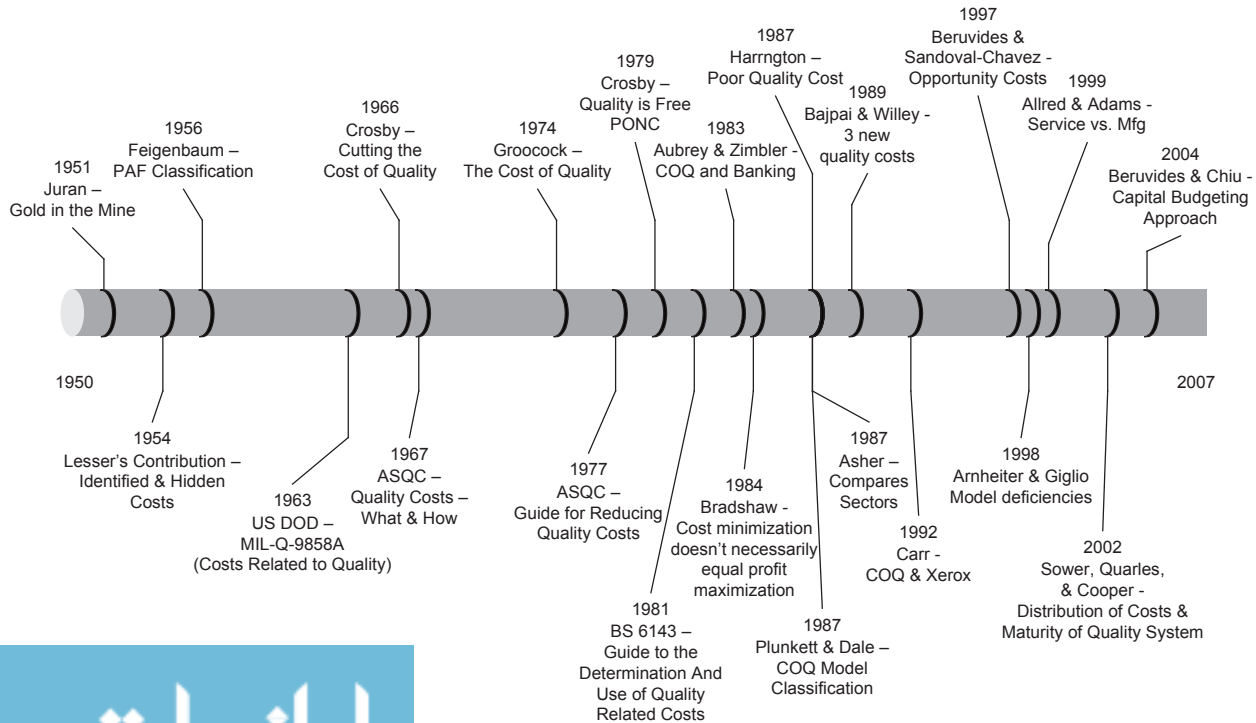 1951
Juran –
Gold in the Mine
1956
Feigenbaum –
PAF Classification
1966
Crosby –
Cutting the
Cost of Quality
1974
Groocock –
The Cost of Quality
1979
Crosby –
Quality is Free
PONC
1983
Aubrey & Zimbler -
COQ and Banking
1987
Harrngton –
Poor Quality Cost
1989
Bajpai & Willey -
3 new
quality costs
1997
Beruvides &
Sandoval-Chavez -
Opportunity Costs
1999
Allred & Adams -
Service vs. Mfg
2004
Beruvides & Chiu -
Capital Budgeting
Approach
1950
2007
1954
Lesser’s Contribution –
Identified & Hidden
Costs
1963
US DOD –
MIL-Q-9858A
(Costs Related to Quality)
1967
ASQC –
Quality Costs –
What & How
1977
ASQC –
Guide for Reducing
Quality Costs
1981
BS 6143 –
Guide to the
Determination And
Use of Quality
Related Costs
1984
Bradshaw -
Cost minimization
doesn’t necessarily
equal profit
maximization
1987
Plunkett & Dale –
COQ Model
Classification
1987
Asher –
Compares
Sectors
1992
Carr -
COQ & Xerox
1998
Arnheiter & Giglio
Model deficiencies
2002
Sower, Quarles,
& Cooper -
Distribution of Costs &
Maturity of Quality System